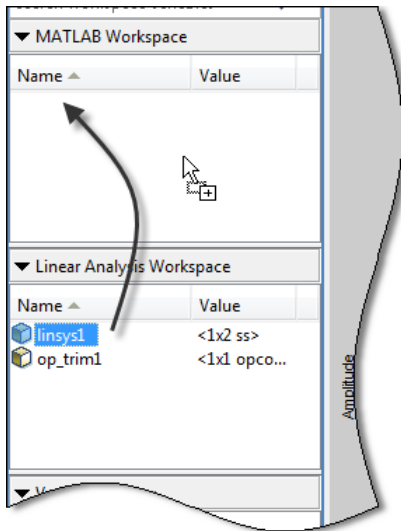 MATLAB Workspace
Name Value
Linear Analysis Workspace
Name Value
linsys1 <1x2 ss>
op_trim1 <1x1 opco...
Amplitude